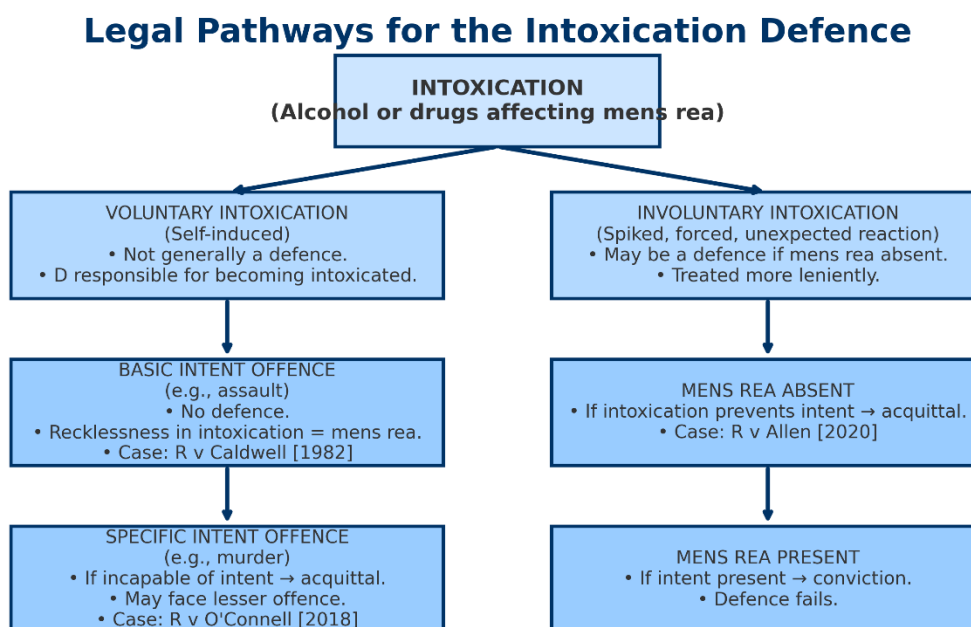 Legal Pathways for the Intoxication Defence
INTOXICATION
(Alcohol or drugs affecting mens rea)
VOLUNTARY INTOXICATION
(Self-induced)
• Not generally a defence.
• D responsible for becoming intoxicated.
INVOLUNTARY INTOXICATION
(Spiked, forced, unexpected reaction)
• May be a defence if mens rea absent.
• Treated more leniently.
BASIC INTENT OFFENCE
(e.g., assault)
• No defence.
• Recklessness in intoxication = mens rea.
• Case: R v Caldwell [1982]
MENS REA ABSENT
• If intoxication prevents intent → acquittal.
• Case: R v Allen [2020]
SPECIFIC INTENT OFFENCE
(e.g., murder)
• If incapable of intent → acquittal.
• May face lesser offence.
• Case: R v O'Connell [2018]
MENS REA PRESENT
• If intent present → conviction.
• Defence fails.